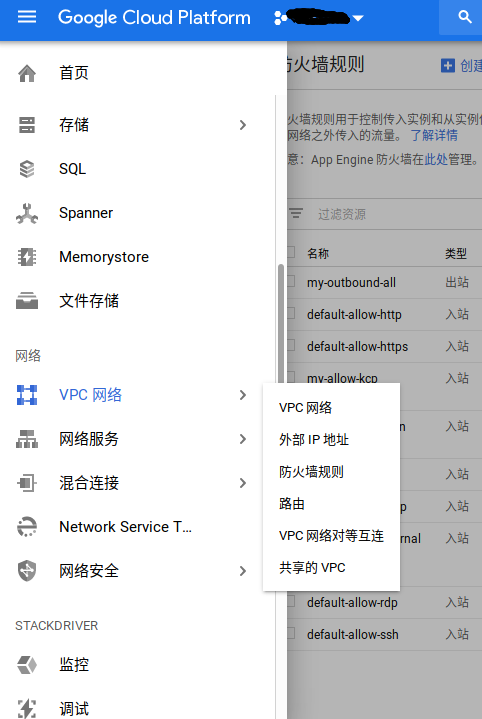 Google Cloud Platform
首页
存储
SQL
Spanner
Memorystore
文件存储
网络
VPC 网络
网络服务
混合连接
Network Service T...
网络安全
STACKDRIVER
监控
调试
VPC 网络
外部 IP 地址
防火墙规则
路由
VPC 网络对等互连
共享的 VPC
防火墙规则
创建
火墙规则用于控制传入实例和从实例
网络之外传入的流量。 了解详情
意：App Engine 防火墙在此处管理。
过滤资源
名称 类型
my-outbound-all 出站
default-allow-http 入站
default-allow-https 入站
my-allow-kcp 入站
n 入站
入站
p 入站
rnal 入站
default-allow-rdp 入站
default-allow-ssh 入站